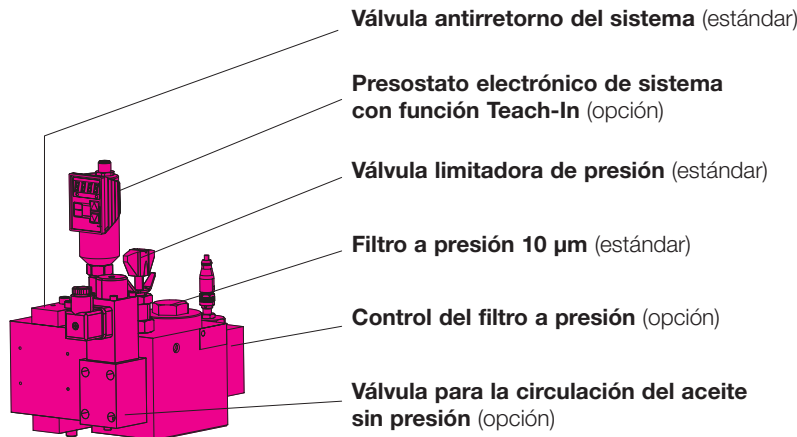 Válvula antirretorno del sistema (estándar)
Presostato electrónico de sistema
con función Teach-In (opción)
Válvula limitadora de presión (estándar)
Filtro a presión 10 µm (estándar)
Control del filtro a presión (opción)
Válvula para la circulación del aceite
sin presión (opción)